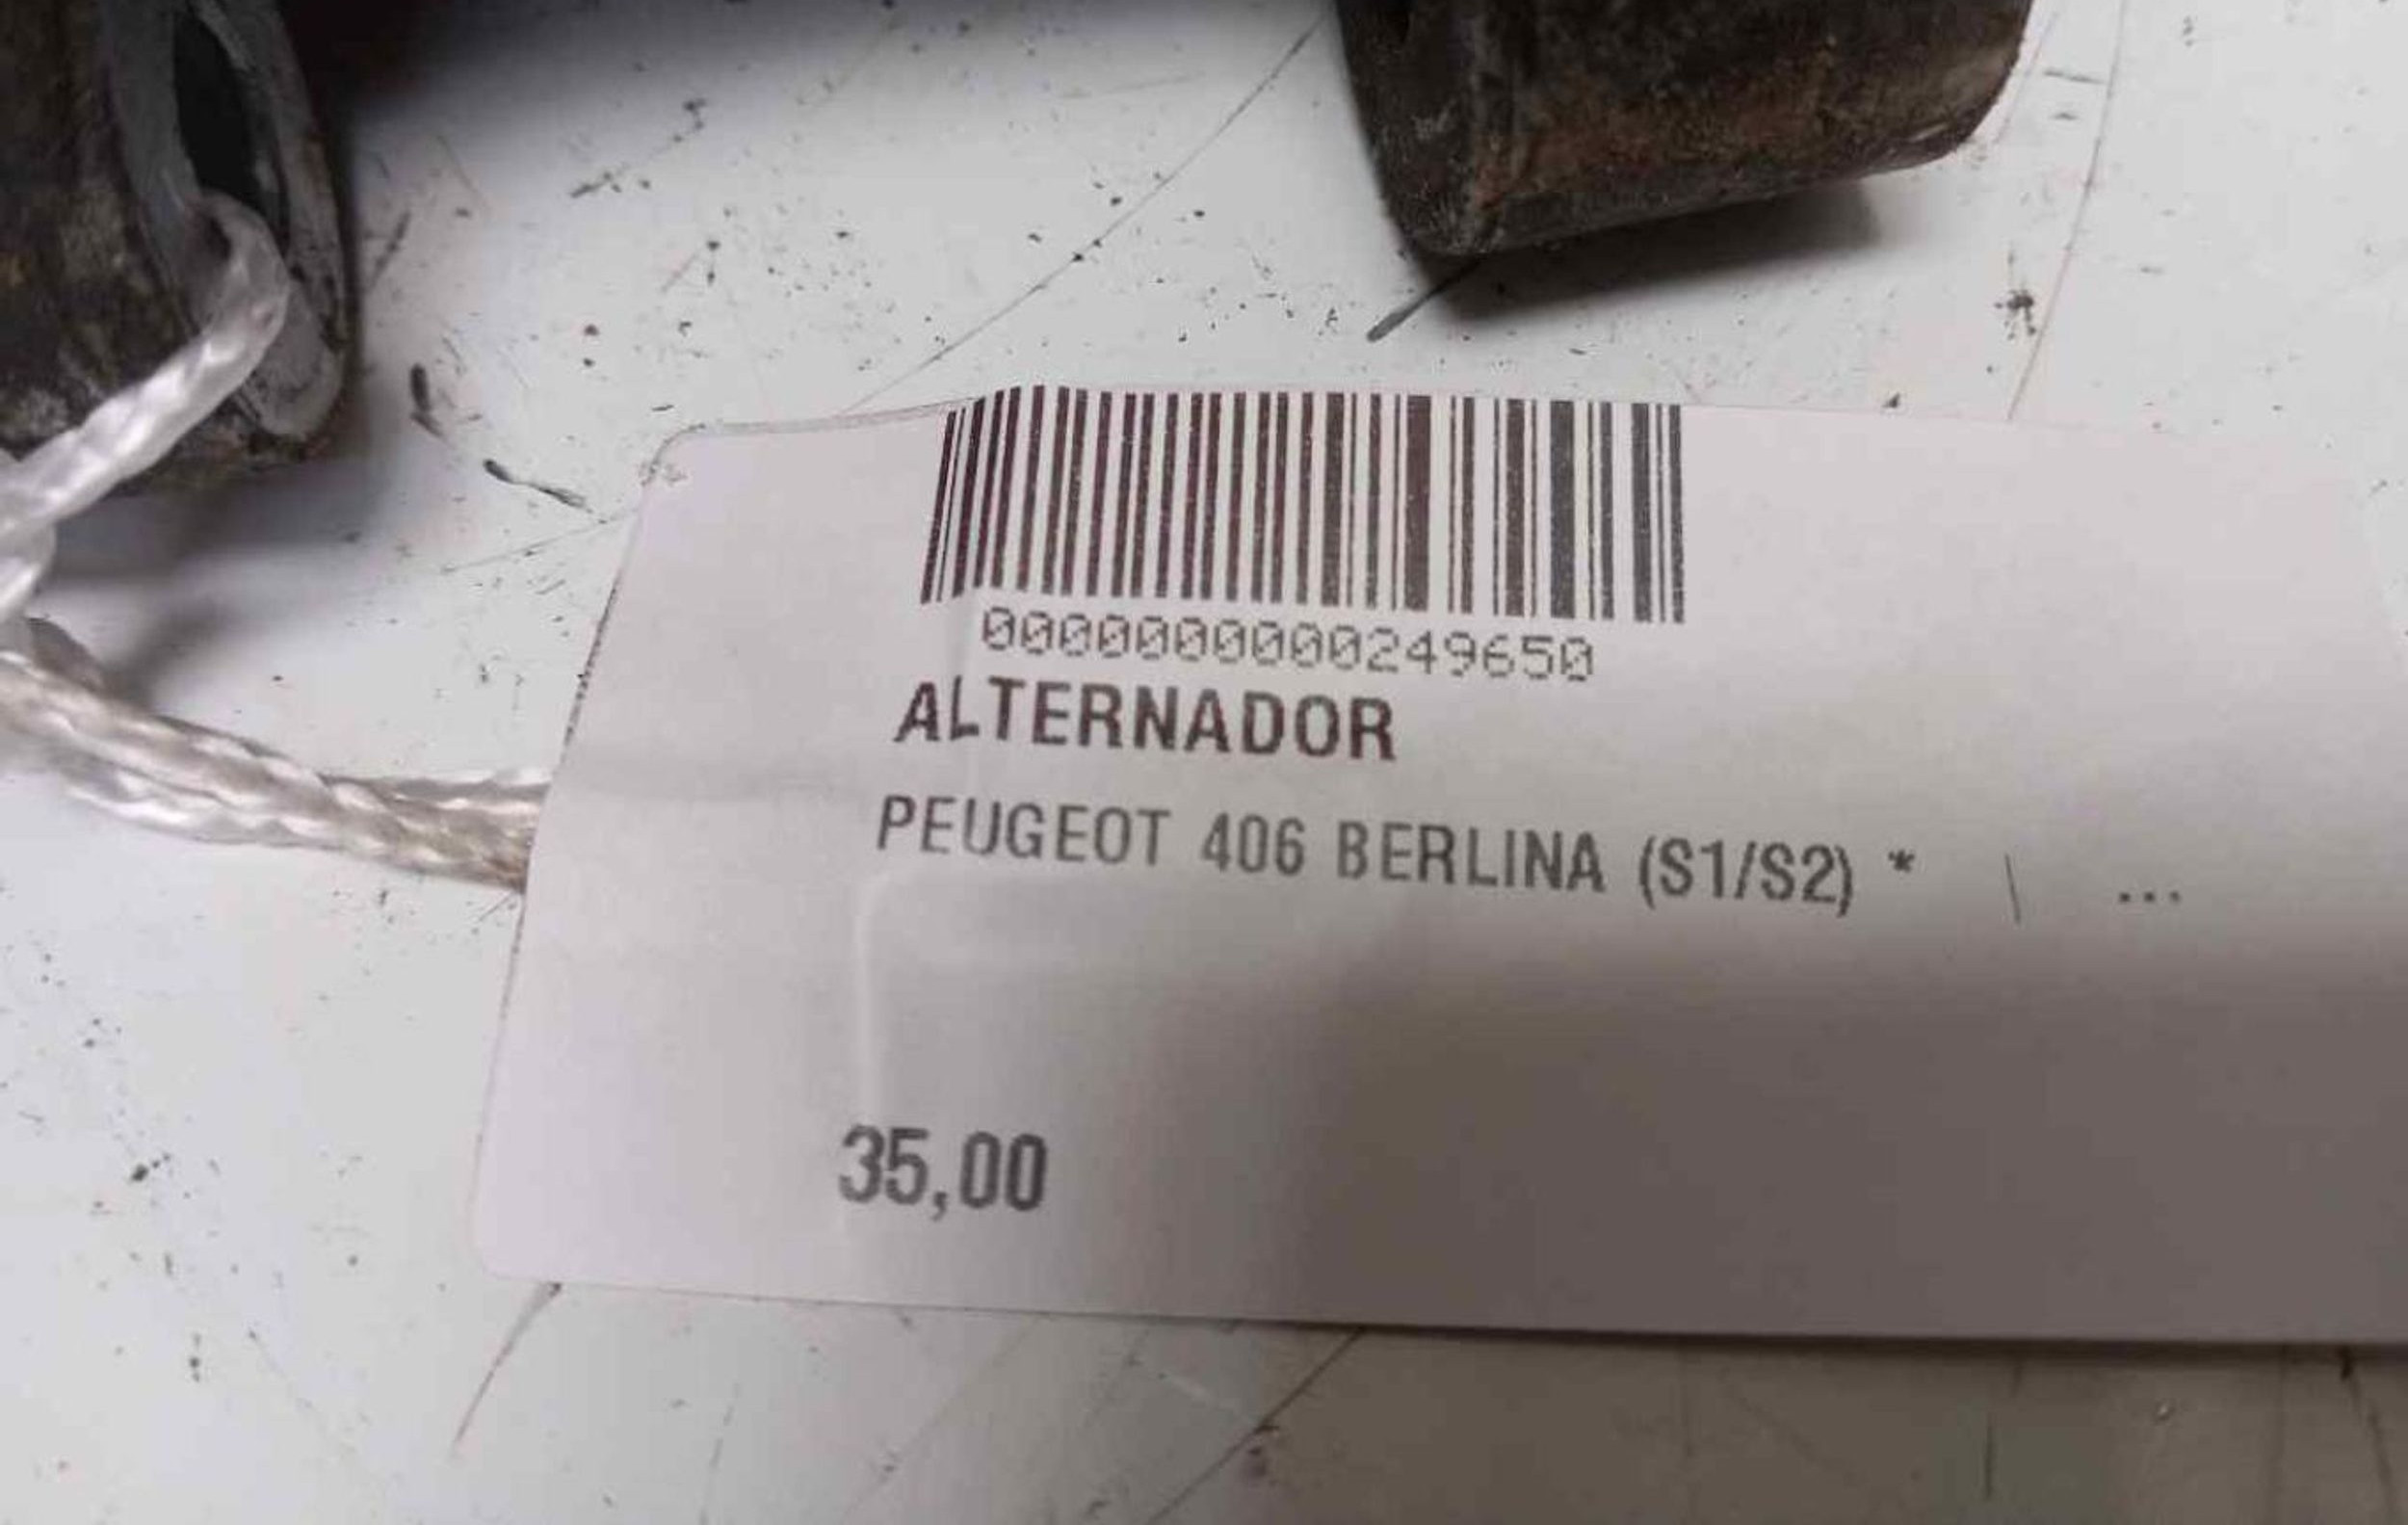 0000000000249650
ALTERNADOR
PEUGEOT 406 BERLINA (S1/S2) * | ...
35,00